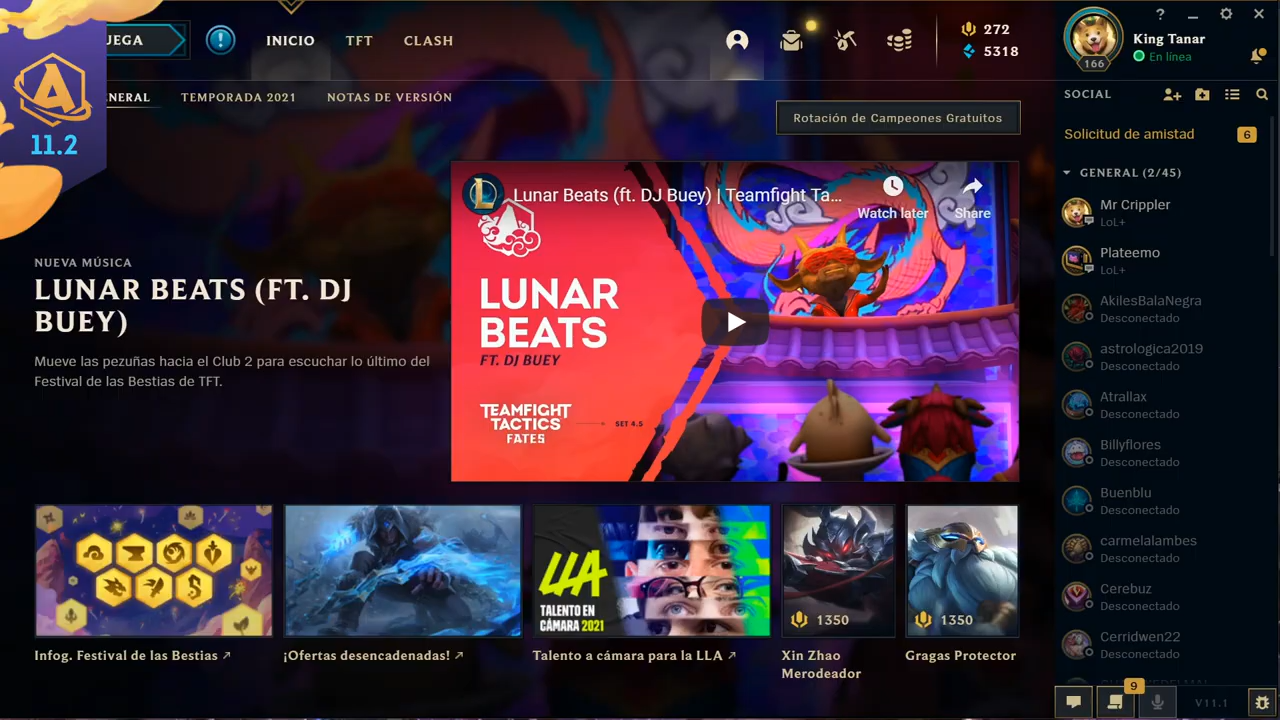 JEGA
INICIO
TFT
CLASH
272
5318
?
166
King Tanar
En línea
11.2
NERAL
TEMPORADA 2021
NOTAS DE VERSIÓN
Rotación de Campeones Gratuitos
SOCIAL
Solicitud de amistad
6
GENERAL (2/45)
Mr Crippler
LoL+
Plateemo
LoL+
AkilesBalaNegra
Desconectado
astrologica2019
Desconectado
Atrallax
Desconectado
Billyflores
Desconectado
Buenblu
Desconectado
carmelalambes
Desconectado
Cerebuz
Desconectado
Cerridwen22
Desconectado
9
V11.1
NUEVA MÚSICA
LUNAR BEATS (FT. DJ
BUEY)
Mueve las pezuñas hacia el Club 2 para escuchar lo último del
Festival de las Bestias de TFT.
Lunar Beats (ft. DJ Buey) | Teamfight Ta...
Watch later
Share
LUNAR
BEATS
FT. DJ BUEY
TEAMFIGHT
TACTICS
FATES
SET 4.5
Infog. Festival de las Bestias
¡Ofertas desencadenadas!
LLA
TALENTO EN
CÁMARA 2021
Talento a cámara para la LLA
1350
Xin Zhao
Merodeador
1350
Gragas Protector